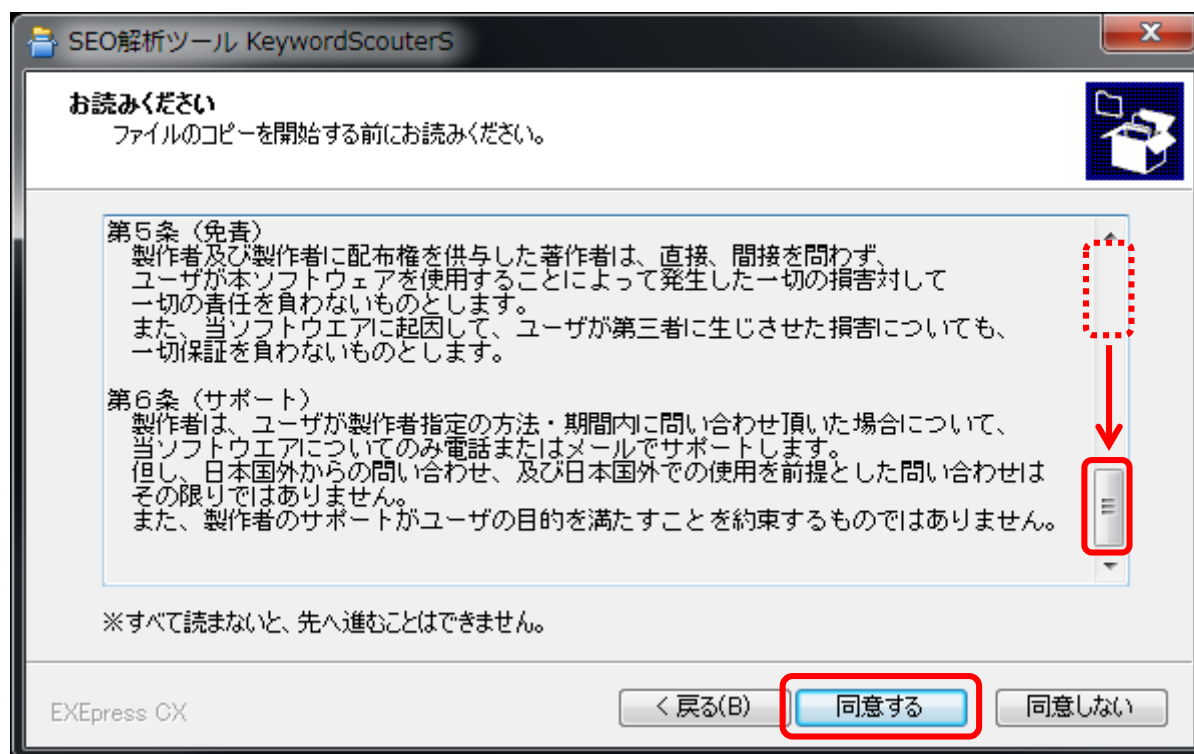 SEO解析ツール KeywordScouterS
お読みください
ファイルのコピーを開始する前にお読みください。
第５条（免責）
製作者及び製作者に配布権を供与した著作者は、直接、間接を問わず、
ユーザが本ソフトウェアを使用することによって発生した一切の損害対して
一切の責任を負わないものとします。
また、当ソフトウエアに起因して、ユーザが第三者に生じさせた損害についても、
一切保証を負わないものとします。
第６条（サポート）
製作者は、ユーザが製作者指定の方法・期間内に問い合わせ頂いた場合について、
当ソフトウエアについてのみ電話またはメールでサポートします。
但し、日本国外からの問い合わせ、及び日本国外での使用を前提とした問い合わせは
その限りではありません。
また、製作者のサポートがユーザの目的を満たすことを約束するものではありません。
※すべて読まないと、先へ進むことはできません。
EXEpress CX
< 戻る(B)
同意する
同意しない